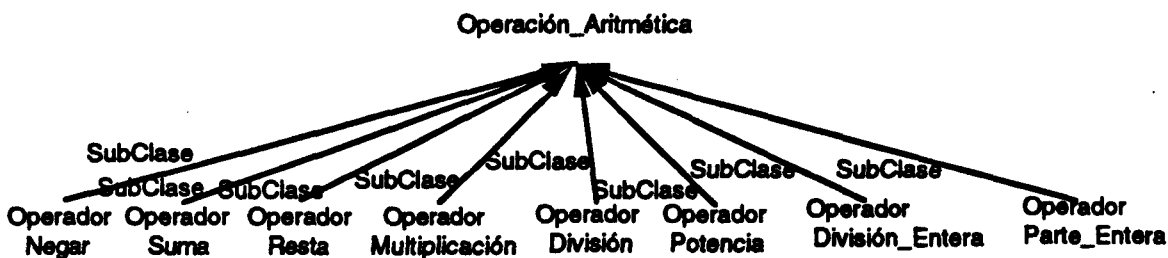 Operación_Aritmética
SubClase
SubClase
SubClase
SubClase
SubClase
SubClase
SubClase
SubClase
Operador Operador Operador Operador Operador Operador Operador Operador
Negar Suma Resta Multiplicación División Potencia División_Entera Parte_Entera